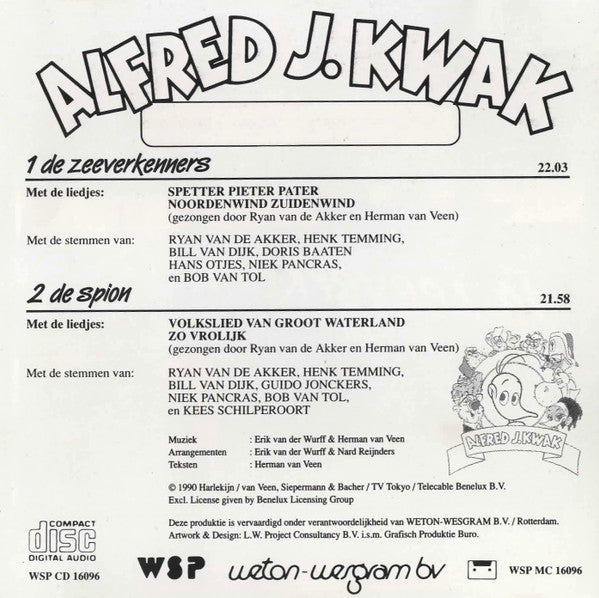 ALFRED J. KWAK
1 de zeeverkenners 22.03
Met de liedjes: SPETTER PIETER PATER
NOORDENWIND ZUIDENWIND
(gezongen door Ryan van de Akker en Herman van Veen)
Met de stemmen van: RYAN VAN DE AKKER, HENK TEMMING,
BILL VAN DIJK, DORIS BAATEN
HANS OTJES, NIEK PANCRAS,
en BOB VAN TOL
2 de spion 21.58
Met de liedjes: VOLKSLIED VAN GROOT WATERLAND
ZO VROLIJK
(gezongen door Ryan van de Akker en Herman van Veen)
Met de stemmen van: RYAN VAN DE AKKER, HENK TEMMING,
BILL VAN DIJK, GUIDO JONCKERS,
NIEK PANCRAS, BOB VAN TOL,
en KEES SCHILPEROORT
ALFRED J. KWAK
Muziek : Erik van der Wurff & Herman van Veen
Arrangementen : Erik van der Wurff & Nard Reijnders
Teksten : Herman van Veen
© 1990 Harlekijn / van Veen, Siepermann & Bacher / TV Tokyo / Telecable Benelux B.V.
Excl. License given by Benelux Licensing Group
Deze produktie is vervaardigd onder verantwoordelijkheid van WETON-WESGRAM B.V. / Rotterdam.
Artwork & Design: L.W. Project Consultancy B.V. i.s.m. Grafisch Produktie Buro.
COMPACT
disc
DIGITAL AUDIO
WSP CD 16096
WSP
weton-wesgram bv
WSP MC 16096